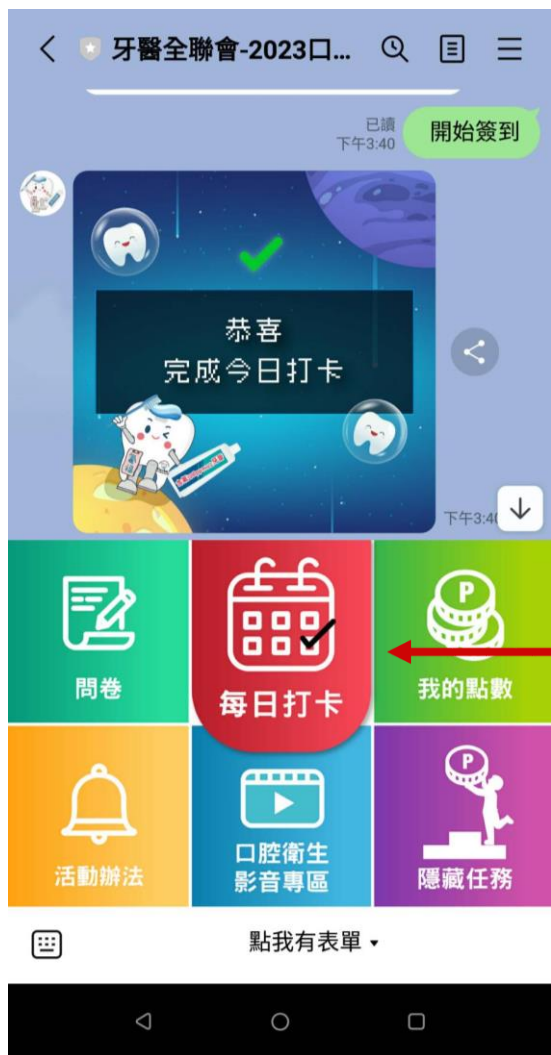 牙醫全聯會-2023口...
已讀
下午3:40
開始簽到
恭喜
完成今日打卡
下午3:4
問卷
每日打卡
P
我的點數
活動辦法
口腔衛生
影音專區
P
隱藏任務
點我有表單 ▾